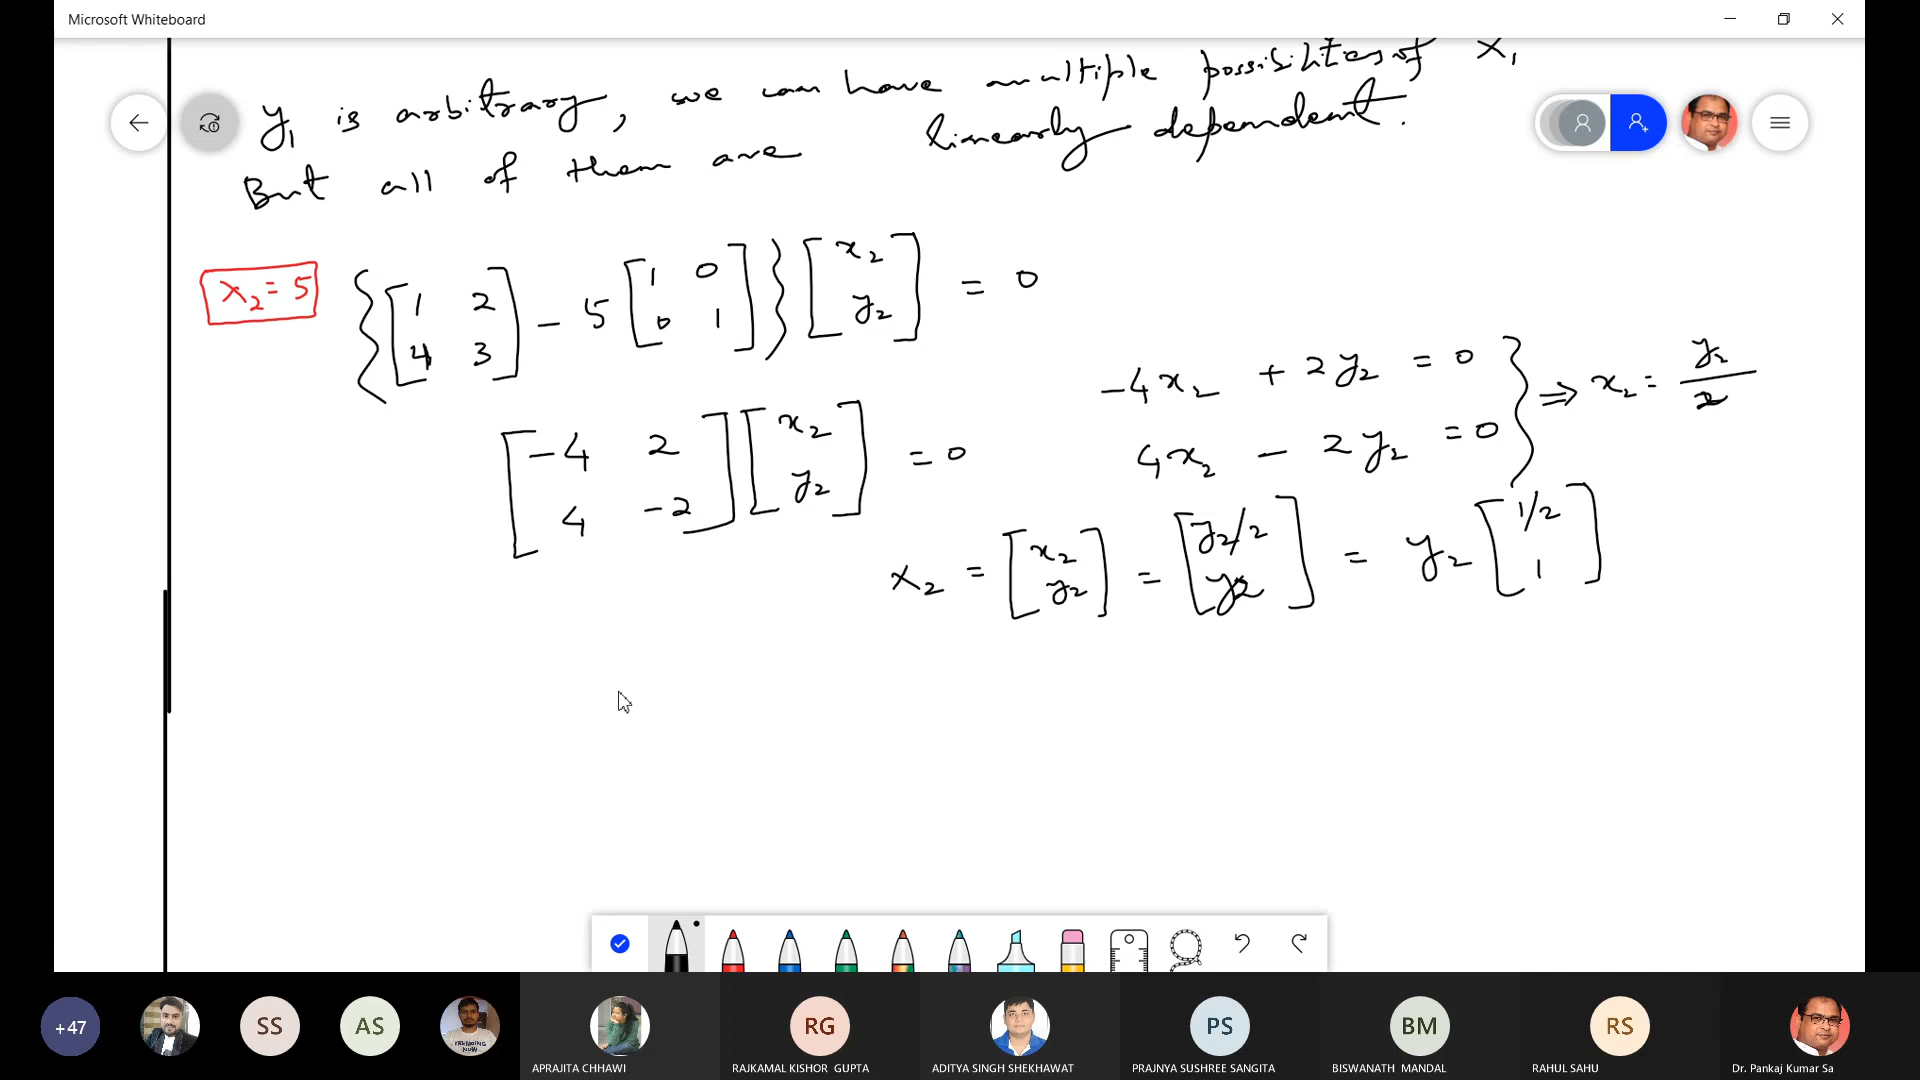 Microsoft Whiteboard
y₁ is arbitrary, we can have multiple possibilities of X₁
But all of them are linearly dependent.
λ₂ = 5
{[1 2; 4 3] - 5 [1 0; 0 1]} [x₂; y₂] = 0
[-4 2; 4 -2] [x₂; y₂] = 0
-4x₂ + 2y₂ = 0
4x₂ - 2y₂ = 0
} ⇒ x₂ = y₂/2
X₂ = [x₂; y₂] = [y₂/2; y₂] = y₂ [1/2; 1]
+47
SS
AS
TRENDING NOW
RG
PS
BM
RS
APRAJITA CHHAWI
RAJKAMAL KISHOR GUPTA
ADITYA SINGH SHEKHAWAT
PRAJNYA SUSHREE SANGITA
BISWANATH MANDAL
RAHUL SAHU
Dr. Pankaj Kumar Sa